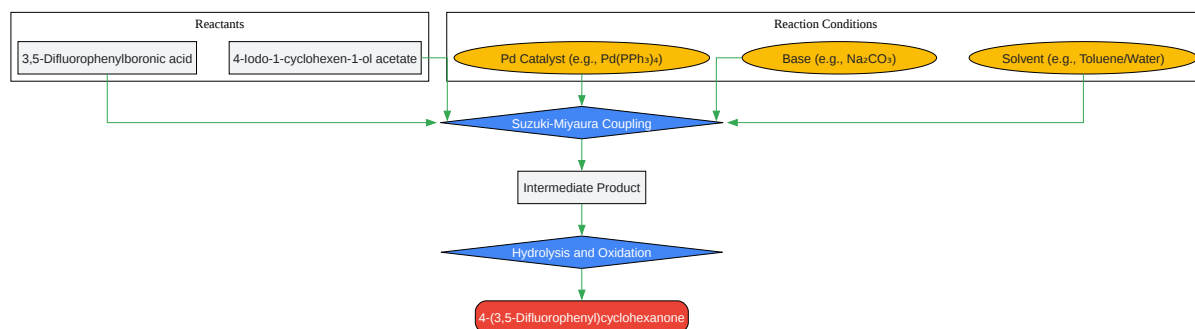 Reactants
Reaction Conditions
3,5-Difluorophenylboronic acid
4-Iodo-1-cyclohexen-1-ol acetate
Pd Catalyst (e.g., Pd(PPh₃)₄)
Base (e.g., Na₂CO₃)
Solvent (e.g., Toluene/Water)
Suzuki-Miyaura Coupling
Intermediate Product
Hydrolysis and Oxidation
4-(3,5-Difluorophenyl)cyclohexanone